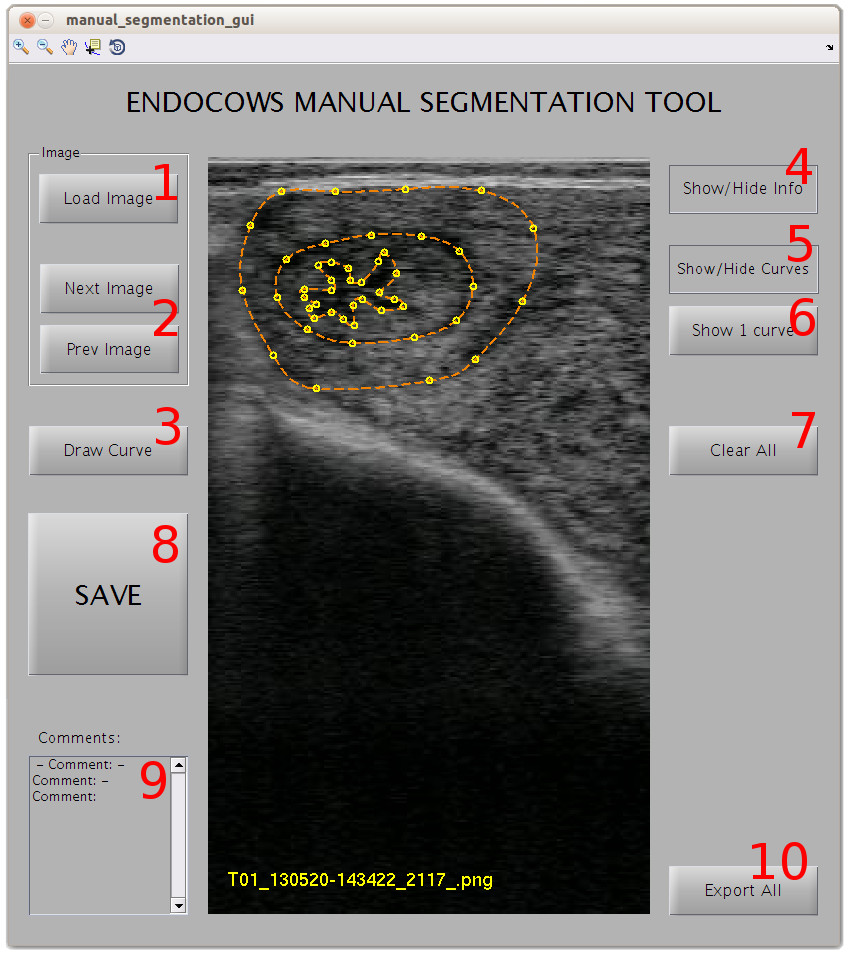 manual_segmentation_gui
ENDOCOWS MANUAL SEGMENTATION TOOL
Image
Load Image
1
Next Image
2
Prev Image
Draw Curve
3
SAVE
8
Comments:
- Comment: -
Comment: -
Comment:
9
T01_130520-143422_2117_.png
Show/Hide Info
4
Show/Hide Curves
5
Show 1 curve
6
Clear All
7
Export All
10